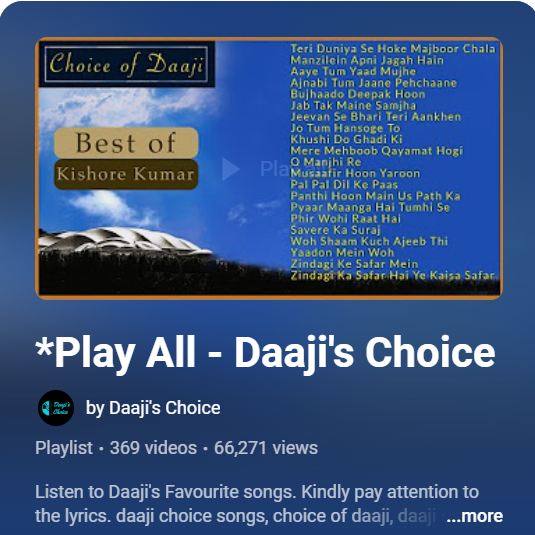 Choice of Daaji
Best of
Kishore Kumar
Teri Duniya Se Hoke Majboor Chala
Manzilein Apni Jagah Hain
Aaye Tum Yaad Mujhe
Ajnabi Tum Jaane Pehchaane
Bujhaado Deepak Hoon
Jab Tak Maine Samjha
Jeevan Se Bhari Teri Aankhen
Jo Tum Hansoge To
Khushi Do Ghadi Ki
Mere Mehboob Qayamat Hogi
O Manjhi Re
Musaafir Hoon Yaroon
Pal Pal Dil Ke Paas
Panthi Hoon Main Us Path Ka
Pyaar Maanga Hai Tumhi Se
Phir Wohi Raat Hai
Savere Ka Suraj
Woh Shaam Kuch Ajeeb Thi
Yaadon Mein Woh
Zindagi Ke Safar Mein
Zindagi Ka Safar Hai Ye Kaisa Safar
*Play All - Daaji's Choice
Daaji's
Choice
by Daaji's Choice
Playlist • 369 videos • 66,271 views
Listen to Daaji's Favourite songs. Kindly pay attention to
the lyrics. daaji choice songs, choice of daaji, daaji ...more